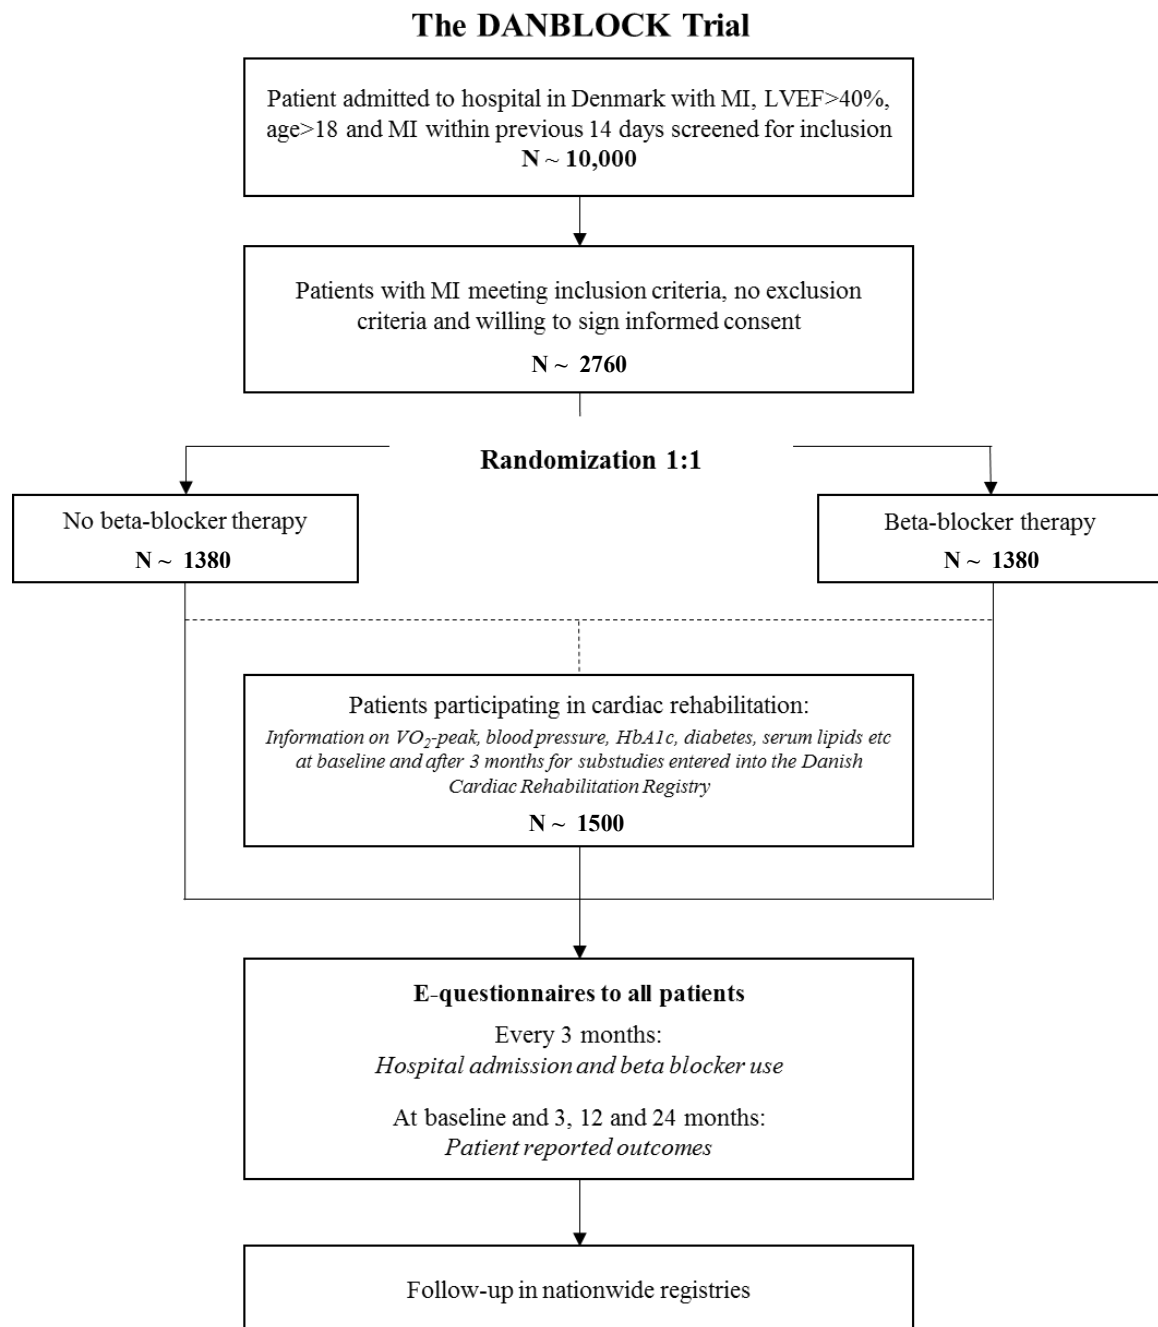 The DANBLOCK Trial
Patient admitted to hospital in Denmark with MI, LVEF>40%,
age>18 and MI within previous 14 days screened for inclusion
N ~ 10,000
Patients with MI meeting inclusion criteria, no exclusion
criteria and willing to sign informed consent
N ~ 2760
Randomization 1:1
No beta-blocker therapy
N ~ 1380
Beta-blocker therapy
N ~ 1380
Patients participating in cardiac rehabilitation:
Information on VO₂-peak, blood pressure, HbA1c, diabetes, serum lipids etc
at baseline and after 3 months for substudies entered into the Danish
Cardiac Rehabilitation Registry
N ~ 1500
E-questionnaires to all patients
Every 3 months:
Hospital admission and beta blocker use
At baseline and 3, 12 and 24 months:
Patient reported outcomes
Follow-up in nationwide registries